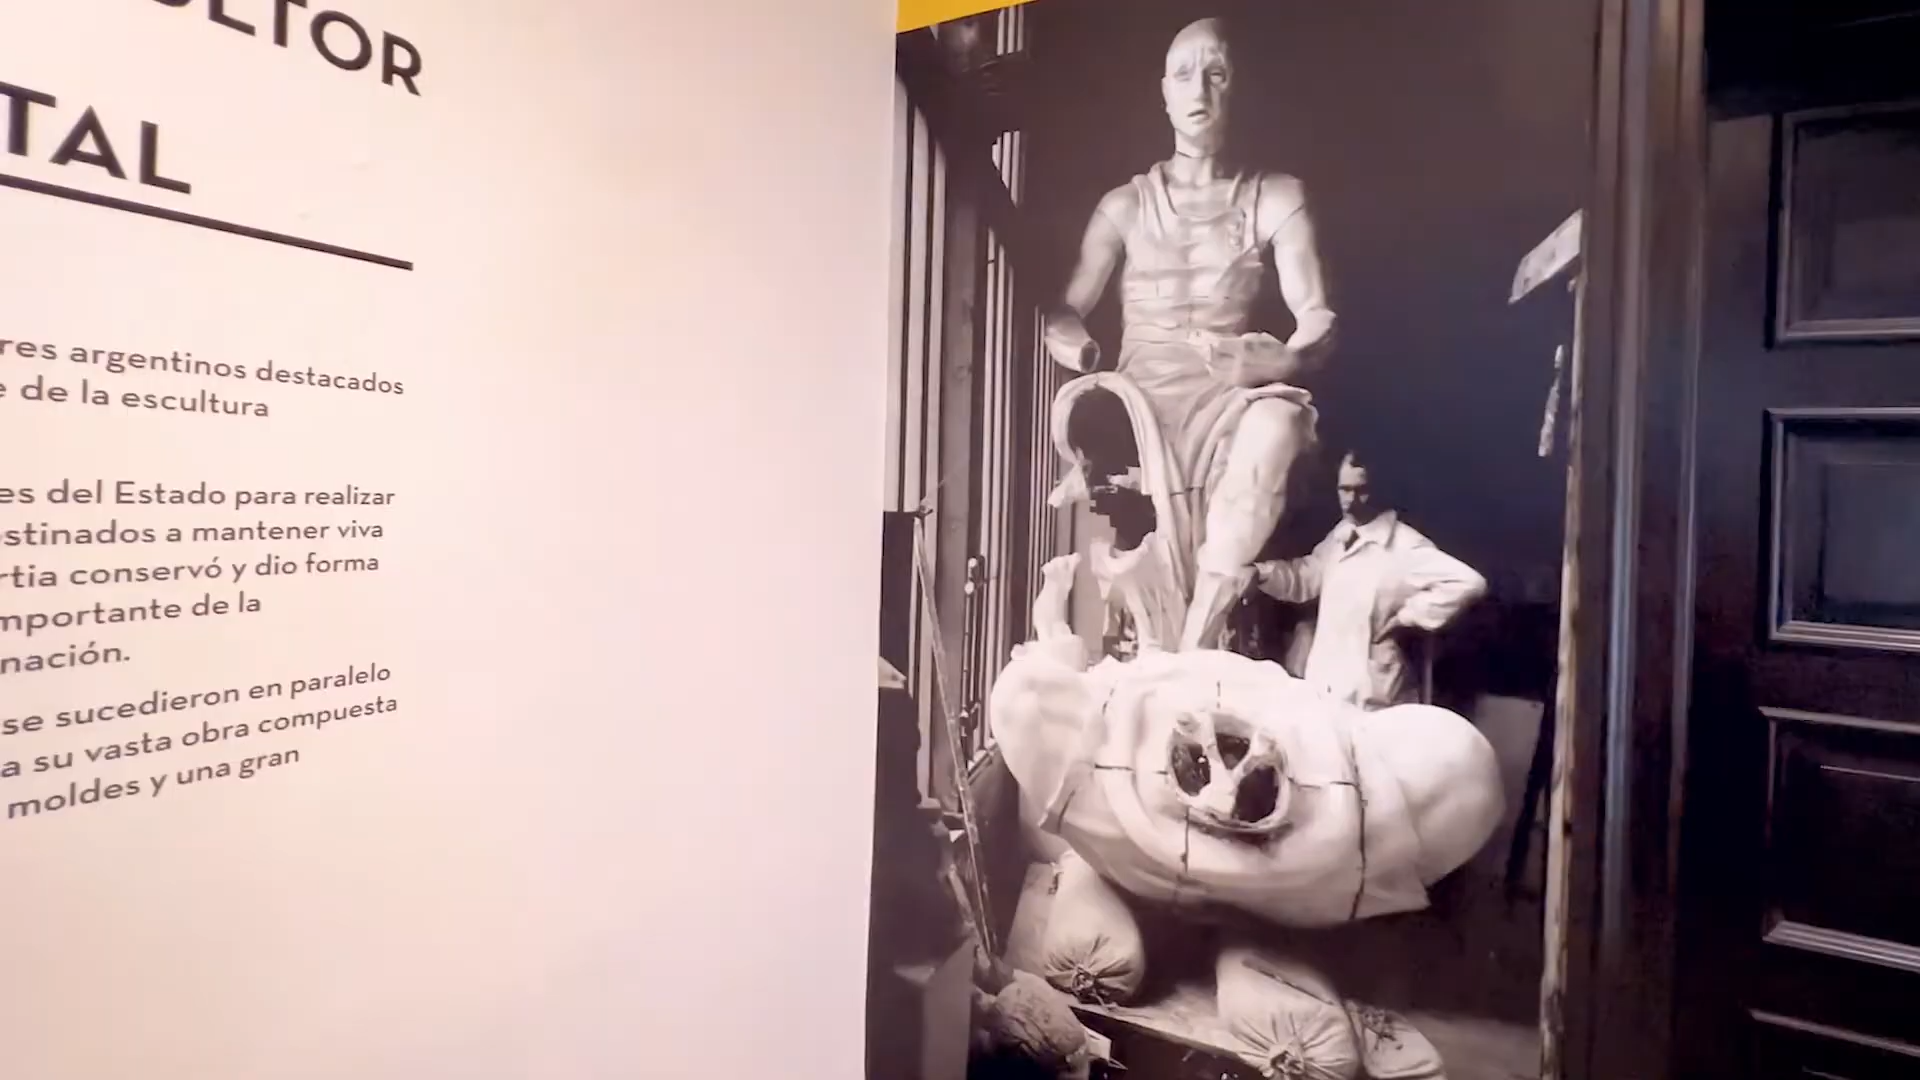 ULTOR
TAL
res argentinos destacados
e de la escultura
es del Estado para realizar
stinados a mantener viva
rtia conservó y dio forma
mportante de la
nación.
se sucedieron en paralelo
a su vasta obra compuesta
moldes y una gran